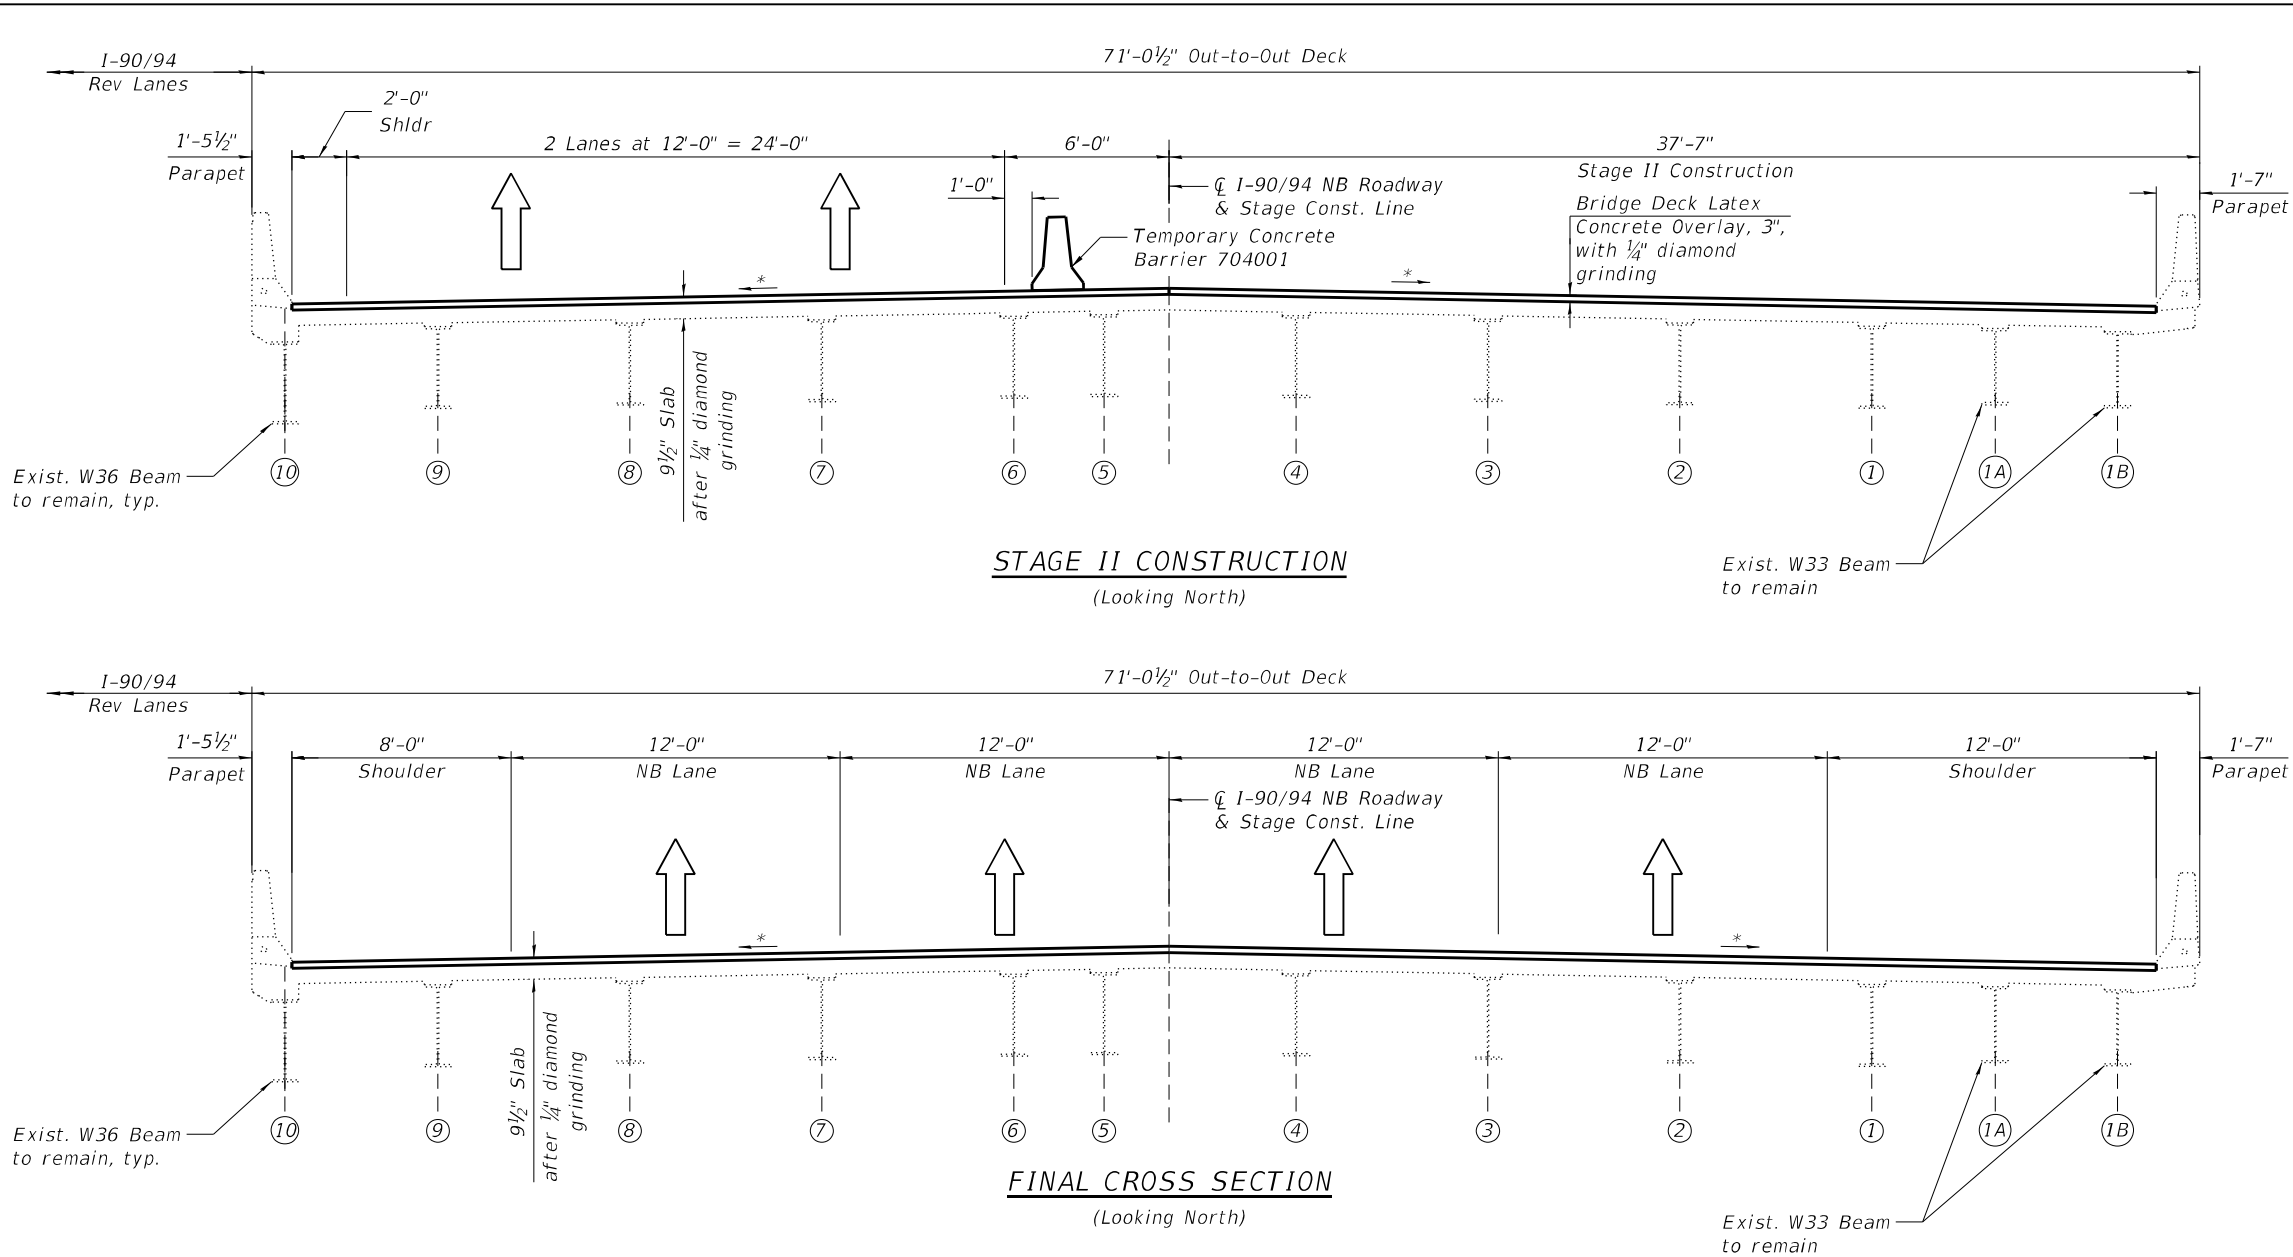 71'-0½" Out-to-Out Deck
I-90/94
Rev Lanes
2'-0"
Shldr
1'-5½"
Parapet
2 Lanes at 12'-0" = 24'-0"
6'-0"
37'-7"
Stage II Construction
1'-7"
Parapet
1'-0"
℄ I-90/94 NB Roadway
& Stage Const. Line
Bridge Deck Latex
Concrete Overlay, 3",
with ¼" diamond
grinding
Temporary Concrete
Barrier 704001
*
*
9½" Slab
after ¼" diamond
grinding
Exist. W36 Beam
to remain, typ.
10
9
8
7
6
5
4
3
2
1
1A
1B
Exist. W33 Beam
to remain
STAGE II CONSTRUCTION
(Looking North)
71'-0½" Out-to-Out Deck
I-90/94
Rev Lanes
1'-5½"
Parapet
8'-0"
Shoulder
12'-0"
NB Lane
12'-0"
NB Lane
12'-0"
NB Lane
12'-0"
NB Lane
12'-0"
Shoulder
1'-7"
Parapet
℄ I-90/94 NB Roadway
& Stage Const. Line
*
*
9½" Slab
after ¼" diamond
grinding
Exist. W36 Beam
to remain, typ.
10
9
8
7
6
5
4
3
2
1
1A
1B
FINAL CROSS SECTION
(Looking North)
Exist. W33 Beam
to remain